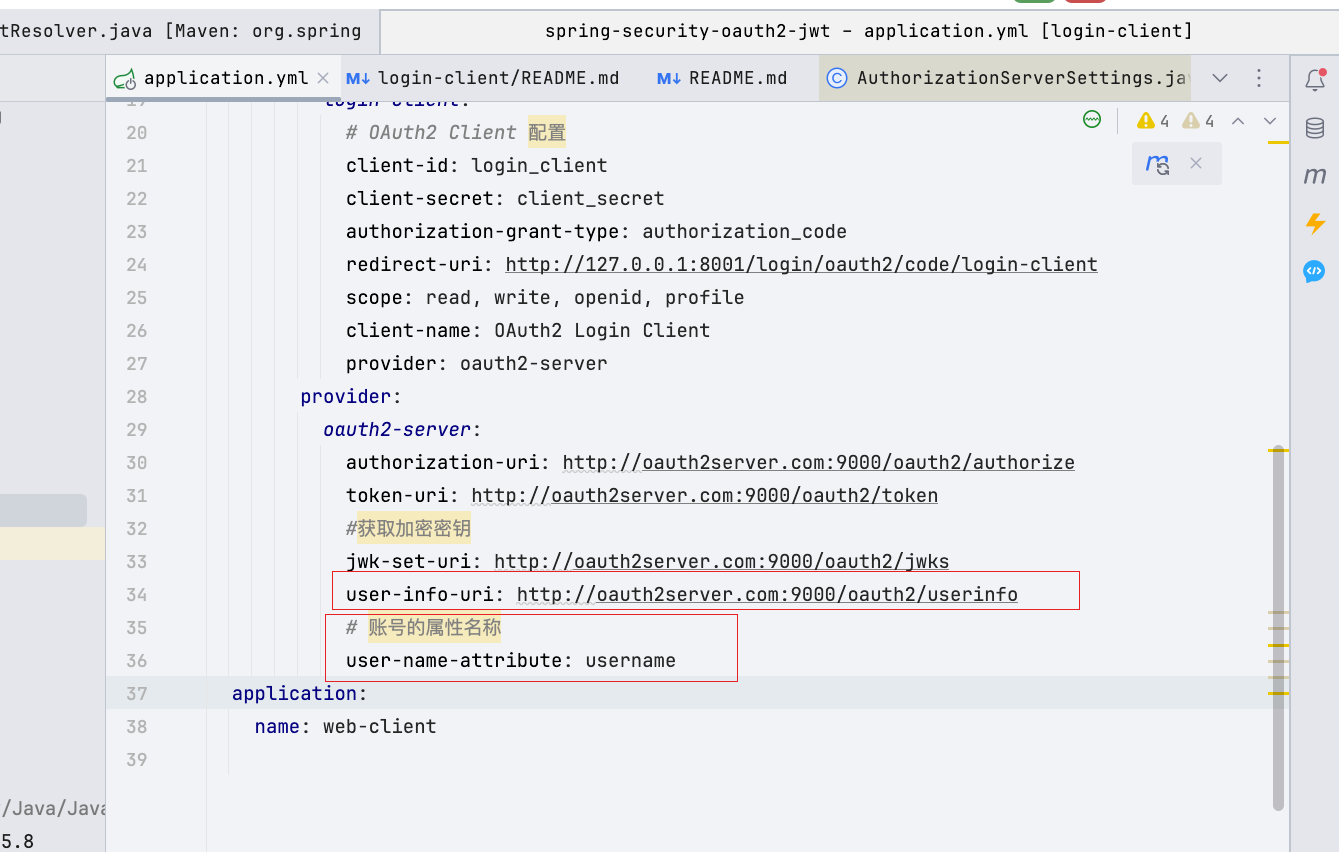 tResolver.java [Maven: org.spring
spring-security-oauth2-jwt – application.yml [login-client]
application.yml
M↓ login-client/README.md
M↓ README.md
AuthorizationServerSettings.ja
4 4
19 login-client:
20 # OAuth2 Client 配置
21 client-id: login_client
22 client-secret: client_secret
23 authorization-grant-type: authorization_code
24 redirect-uri: http://127.0.0.1:8001/login/oauth2/code/login-client
25 scope: read, write, openid, profile
26 client-name: OAuth2 Login Client
27 provider: oauth2-server
28 provider:
29 oauth2-server:
30 authorization-uri: http://oauth2server.com:9000/oauth2/authorize
31 token-uri: http://oauth2server.com:9000/oauth2/token
32 #获取加密密钥
33 jwk-set-uri: http://oauth2server.com:9000/oauth2/jwks
34 user-info-uri: http://oauth2server.com:9000/oauth2/userinfo
35 # 账号的属性名称
36 user-name-attribute: username
37 application:
38 name: web-client
39
/Java/Java
5.8